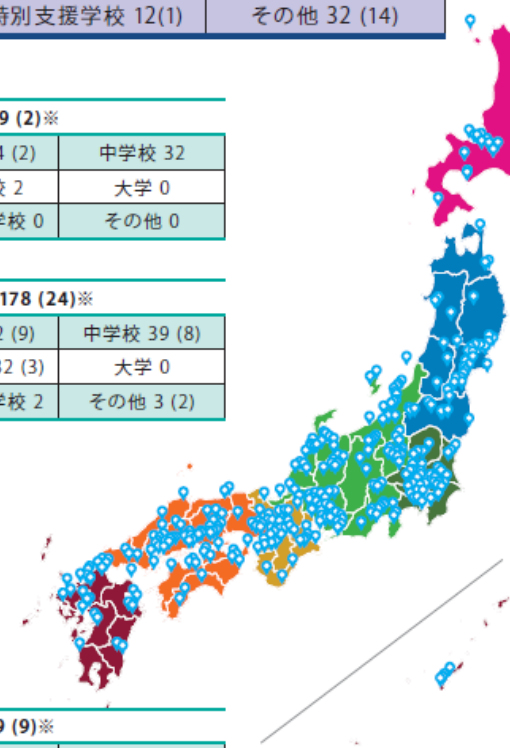 特別支援学校 12(1) その他 32 (14)
9 (2)※
4 (2) 中学校 32
校 2 大学 0
学校 0 その他 0
178 (24)※
2 (9) 中学校 39 (8)
32 (3) 大学 0
学校 2 その他 3 (2)
9 (9)※